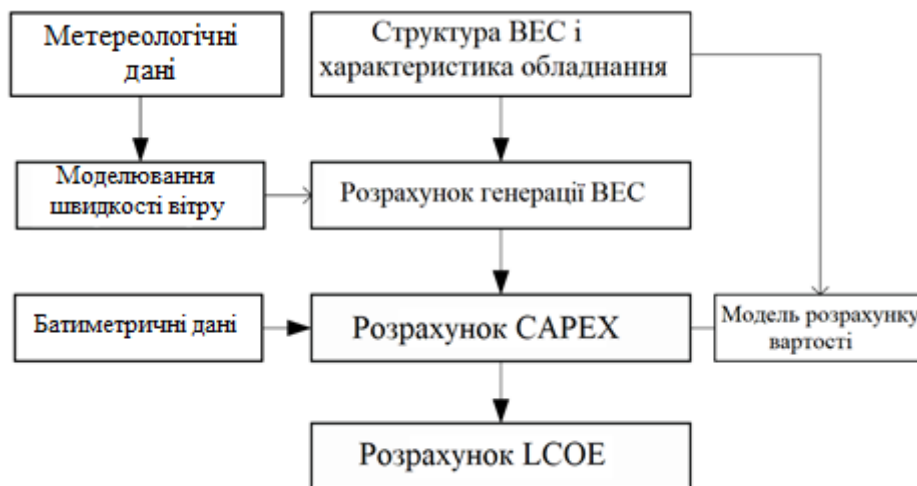 Метереологічні
дані
Структура ВЕС і
характеристика обладнання
Моделювання
швидкості вітру
Розрахунок генерації ВЕС
Батиметричні дані
Розрахунок CAPEX
Модель розрахунку
вартості
Розрахунок LCOE